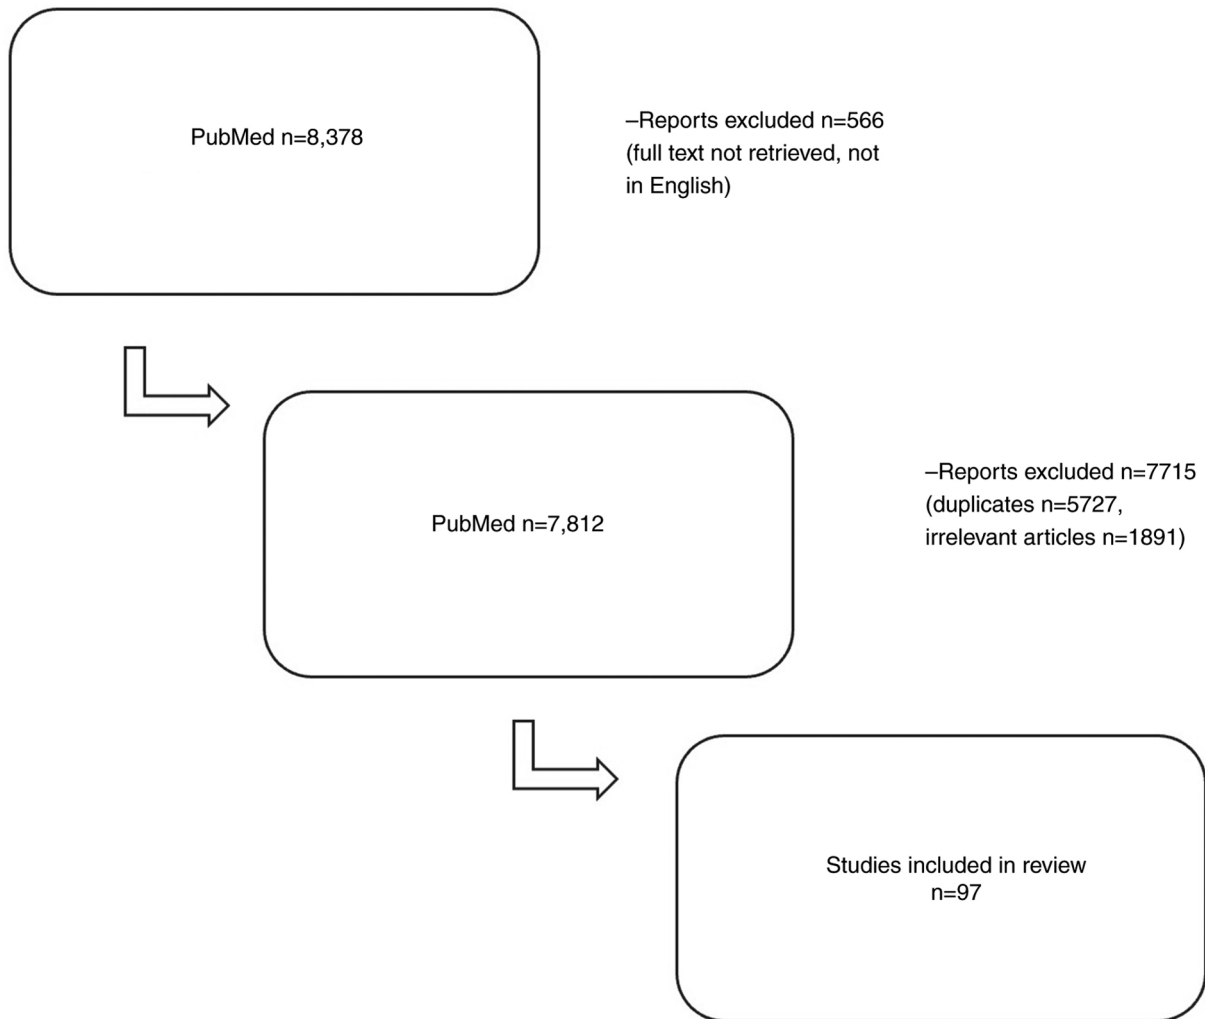 PubMed n=8,378
–Reports excluded n=566
(full text not retrieved, not
in English)
PubMed n=7,812
–Reports excluded n=7715
(duplicates n=5727,
irrelevant articles n=1891)
Studies included in review
n=97